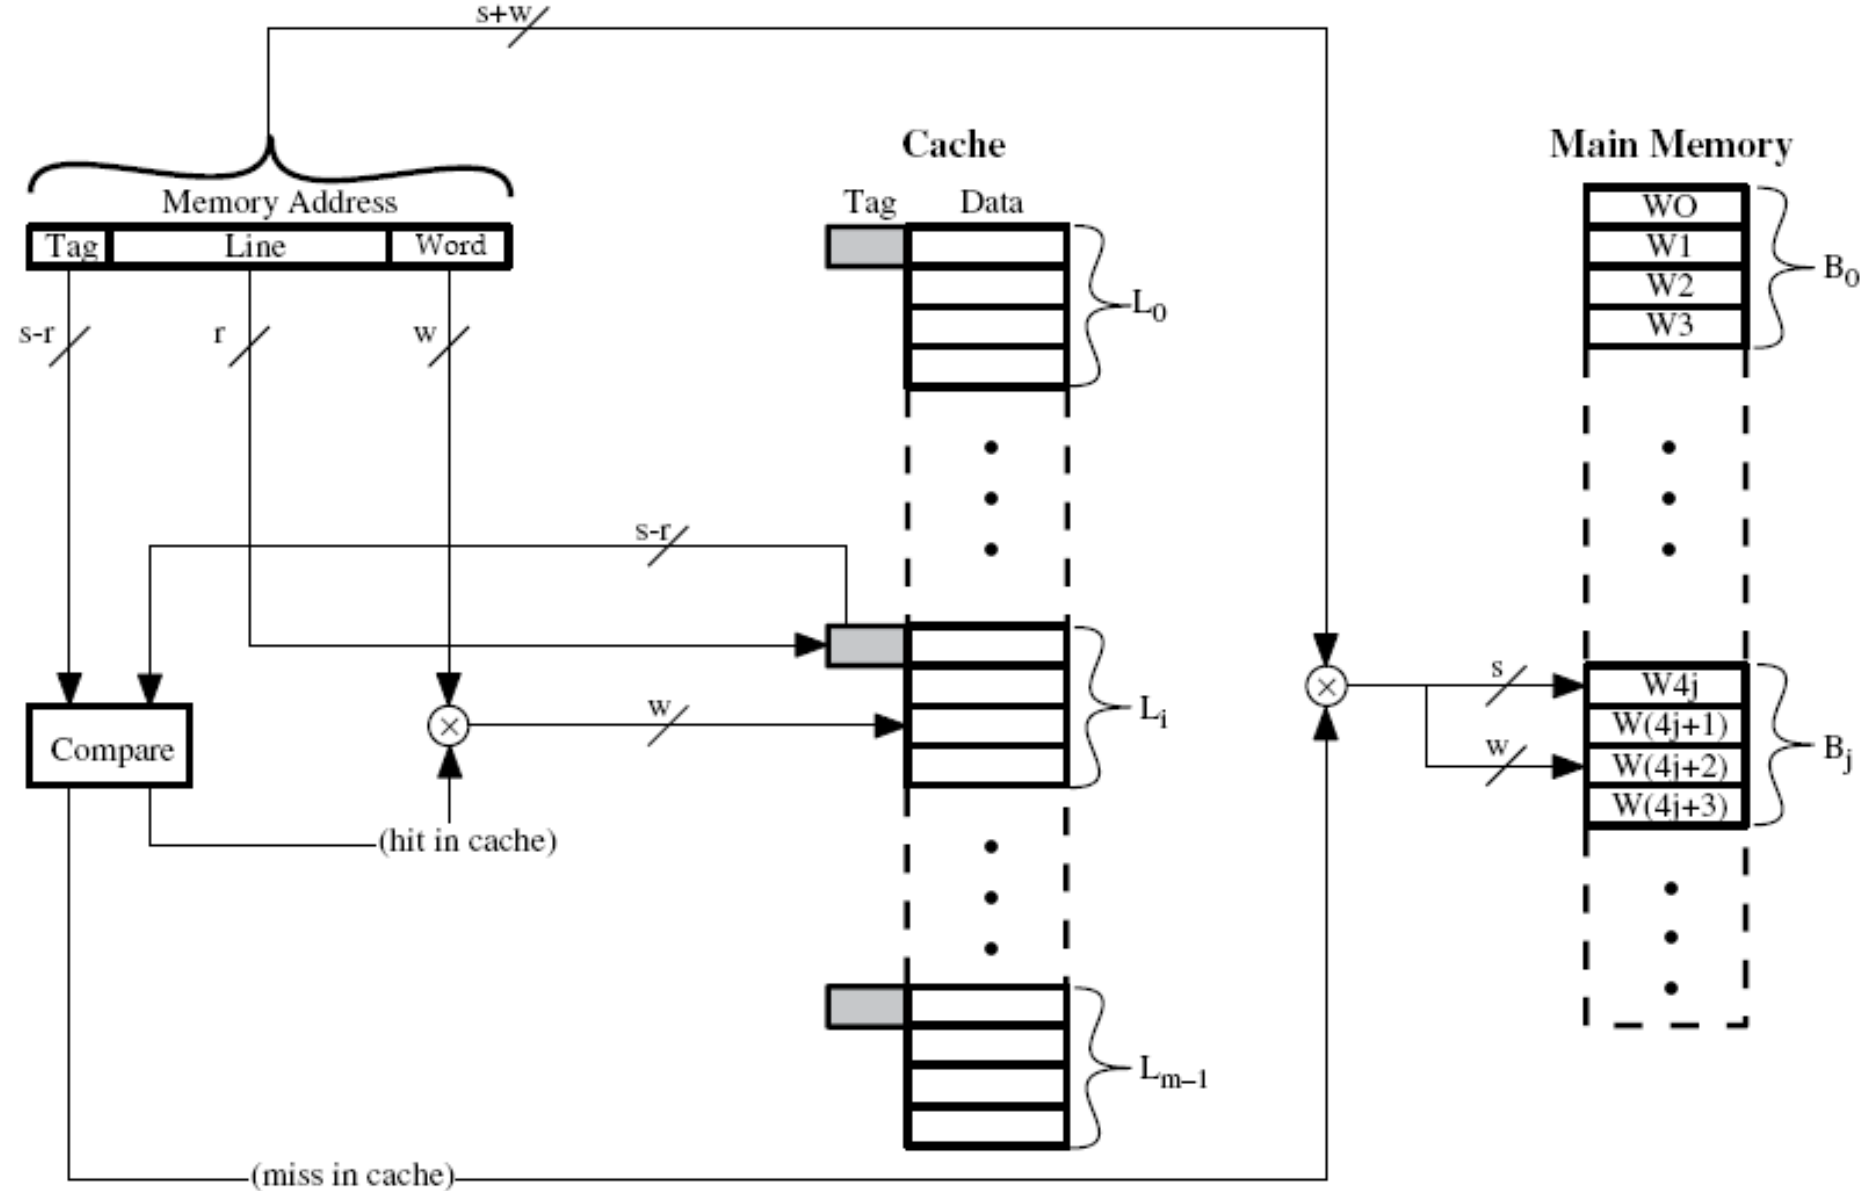 s+w
Cache
Main Memory
Memory Address
Tag Data
Tag Line Word
WO
W1
W2
W3
B0
L0
s-r r w
s-r
w
Li
s
w
W4j
W(4j+1)
W(4j+2)
W(4j+3)
Bj
Compare
(hit in cache)
Lm–1
(miss in cache)